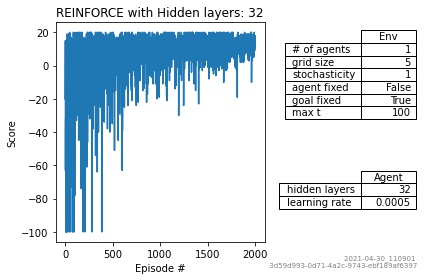 REINFORCE with Hidden layers: 32
20
0
−20
−40
−60
−80
−100
Score
0
500
1000
1500
2000
Episode #
Env
# of agents 1
grid size 5
stochasticity 1
agent fixed False
goal fixed True
max t 100
Agent
hidden layers 32
learning rate 0.0005
2021-04-30_110901
3d59d993-0d71-4a2c-9743-ebf189af6397